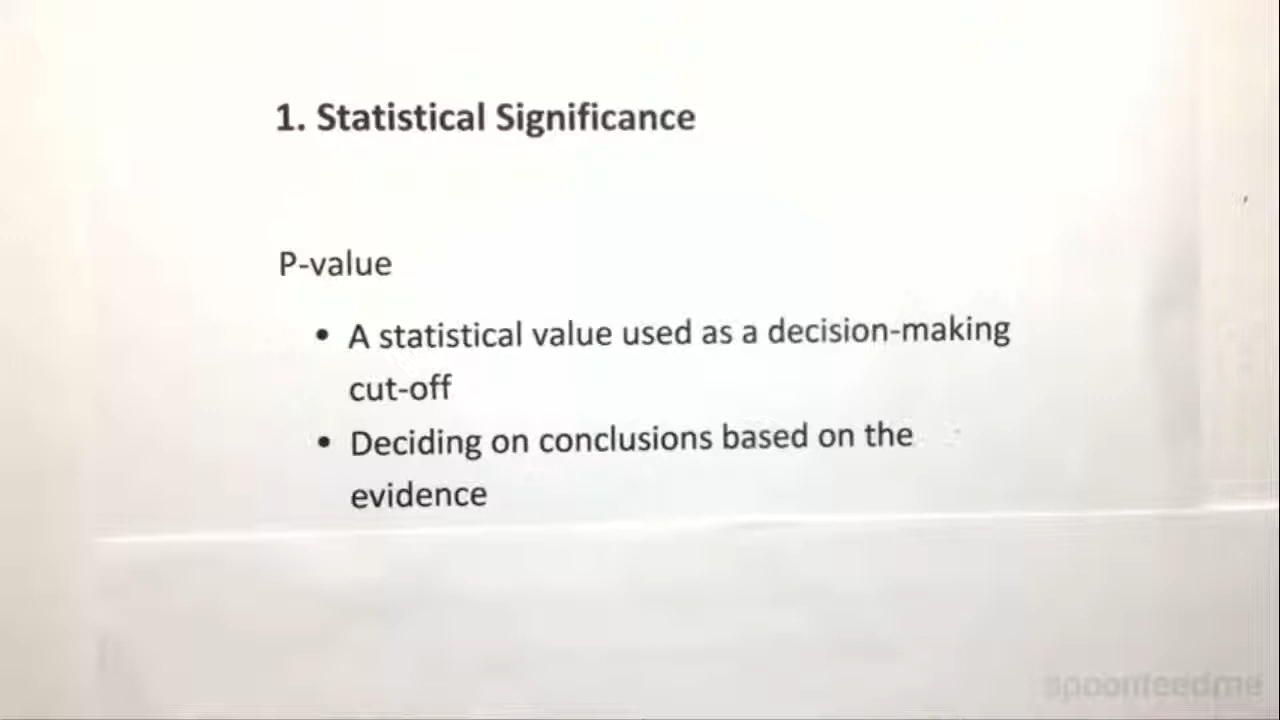 1. Statistical Significance
P-value
• A statistical value used as a decision-making
cut-off
• Deciding on conclusions based on the
evidence
spoonfeedme